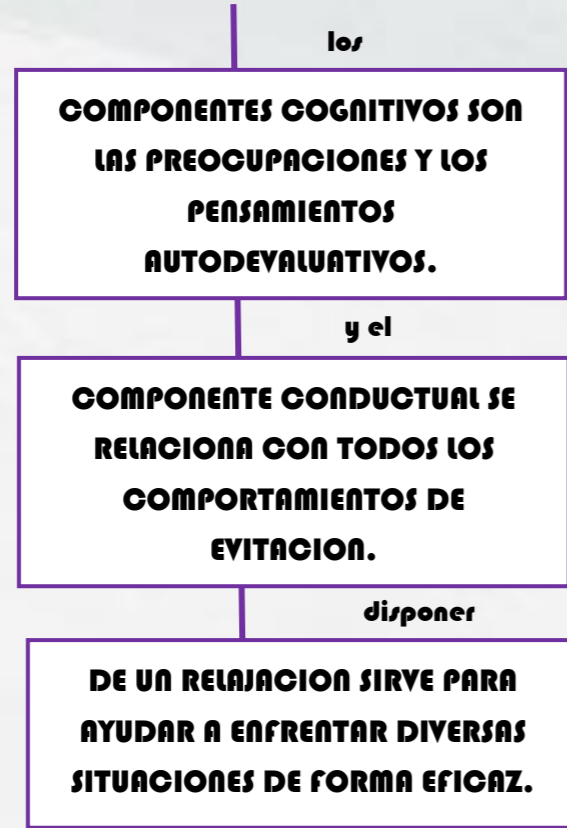 los
COMPONENTES COGNITIVOS SON
LAS PREOCUPACIONES Y LOS
PENSAMIENTOS
AUTODEVALUATIVOS.
y el
COMPONENTE CONDUCTUAL SE
RELACIONA CON TODOS LOS
COMPORTAMIENTOS DE
EVITACION.
disponer
DE UN RELAJACION SIRVE PARA
AYUDAR A ENFRENTAR DIVERSAS
SITUACIONES DE FORMA EFICAZ.